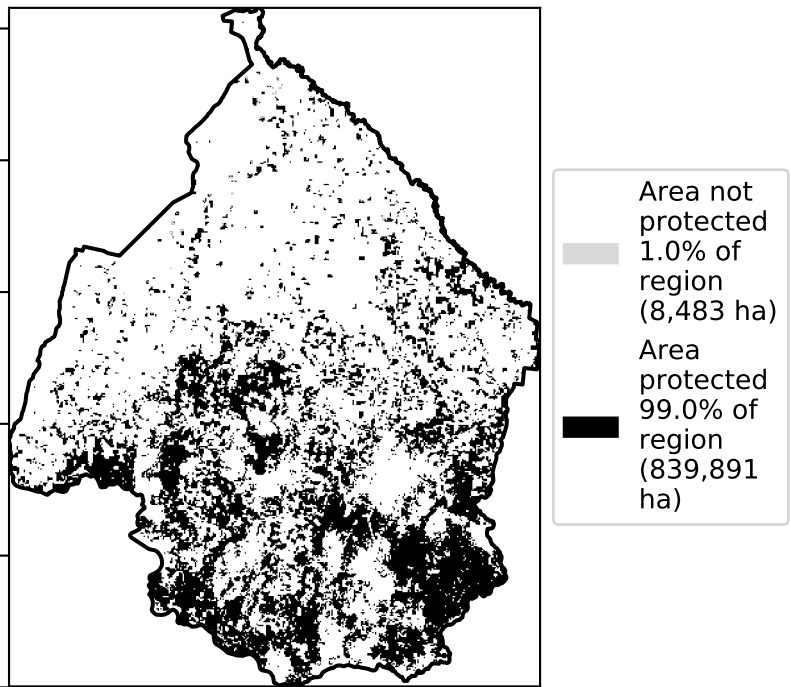 Area not
protected
1.0% of
region
(8,483 ha)
Area
protected
99.0% of
region
(839,891
ha)